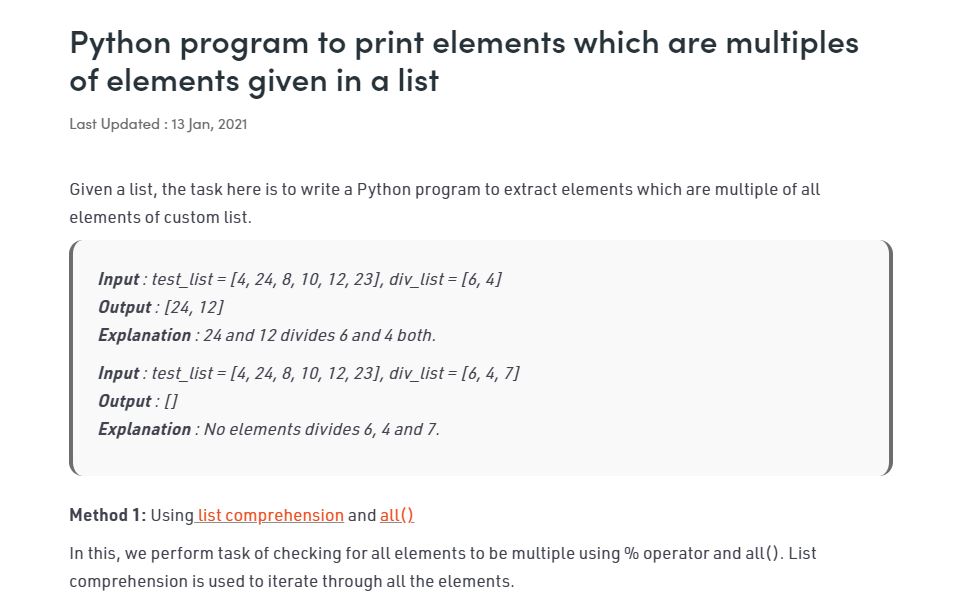 Python program to print elements which are multiples
of elements given in a list
Last Updated : 13 Jan, 2021
Given a list, the task here is to write a Python program to extract elements which are multiple of all
elements of custom list.
Input : test_list = [4, 24, 8, 10, 12, 23], div_list = [6, 4]
Output : [24, 12]
Explanation : 24 and 12 divides 6 and 4 both.
Input : test_list = [4, 24, 8, 10, 12, 23], div_list = [6, 4, 7]
Output : []
Explanation : No elements divides 6, 4 and 7.
Method 1: Using list comprehension and all()
In this, we perform task of checking for all elements to be multiple using % operator and all(). List
comprehension is used to iterate through all the elements.